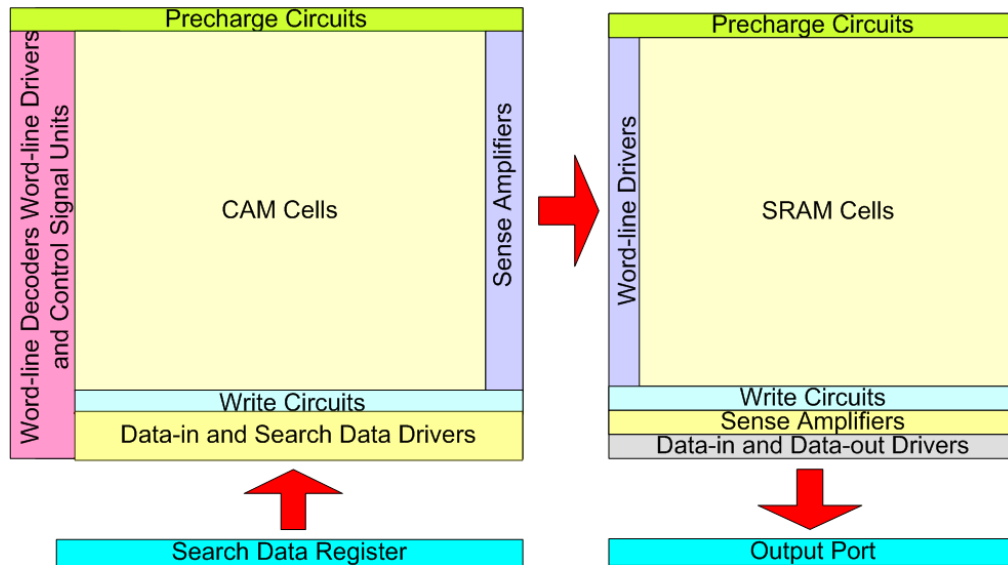 Precharge Circuits
Word-line Decoders Word-line Drivers
and Control Signal Units
CAM Cells
Sense Amplifiers
Write Circuits
Data-in and Search Data Drivers
Search Data Register
Precharge Circuits
Word-line Drivers
SRAM Cells
Write Circuits
Sense Amplifiers
Data-in and Data-out Drivers
Output Port